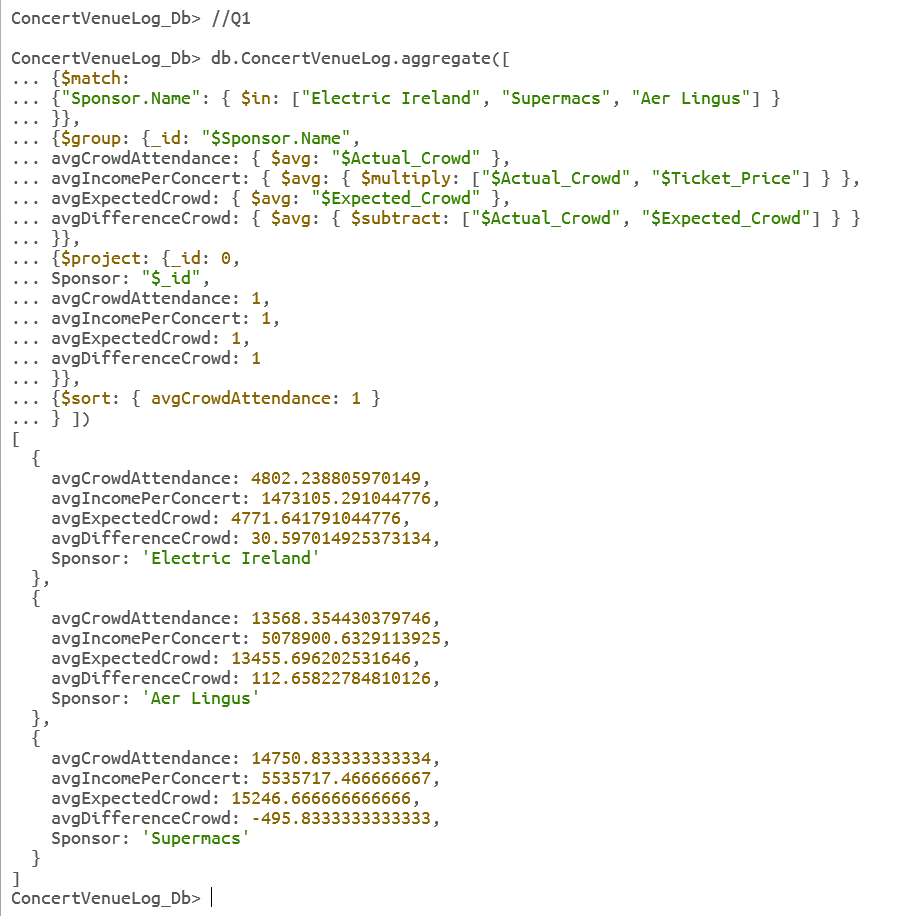 ConcertVenueLog_Db> //Q1
ConcertVenueLog_Db> db.ConcertVenueLog.aggregate([
... {$match:
... {"Sponsor.Name": { $in: ["Electric Ireland", "Supermacs", "Aer Lingus"] }
... }},
... {$group: {_id: "$Sponsor.Name",
... avgCrowdAttendance: { $avg: "$Actual_Crowd" },
... avgIncomePerConcert: { $avg: { $multiply: ["$Actual_Crowd", "$Ticket_Price"] } },
... avgExpectedCrowd: { $avg: "$Expected_Crowd" },
... avgDifferenceCrowd: { $avg: { $subtract: ["$Actual_Crowd", "$Expected_Crowd"] } }
... }},
... {$project: {_id: 0,
... Sponsor: "$_id",
... avgCrowdAttendance: 1,
... avgIncomePerConcert: 1,
... avgExpectedCrowd: 1,
... avgDifferenceCrowd: 1
... }},
... {$sort: { avgCrowdAttendance: 1 }
... } ])
[
  {
    avgCrowdAttendance: 4802.238805970149,
    avgIncomePerConcert: 1473105.291044776,
    avgExpectedCrowd: 4771.641791044776,
    avgDifferenceCrowd: 30.597014925373134,
    Sponsor: 'Electric Ireland'
  },
  {
    avgCrowdAttendance: 13568.354430379746,
    avgIncomePerConcert: 5078900.6329113925,
    avgExpectedCrowd: 13455.696202531646,
    avgDifferenceCrowd: 112.65822784810126,
    Sponsor: 'Aer Lingus'
  },
  {
    avgCrowdAttendance: 14750.833333333334,
    avgIncomePerConcert: 5535717.466666667,
    avgExpectedCrowd: 15246.666666666666,
    avgDifferenceCrowd: -495.8333333333333,
    Sponsor: 'Supermacs'
  }
]
ConcertVenueLog_Db>